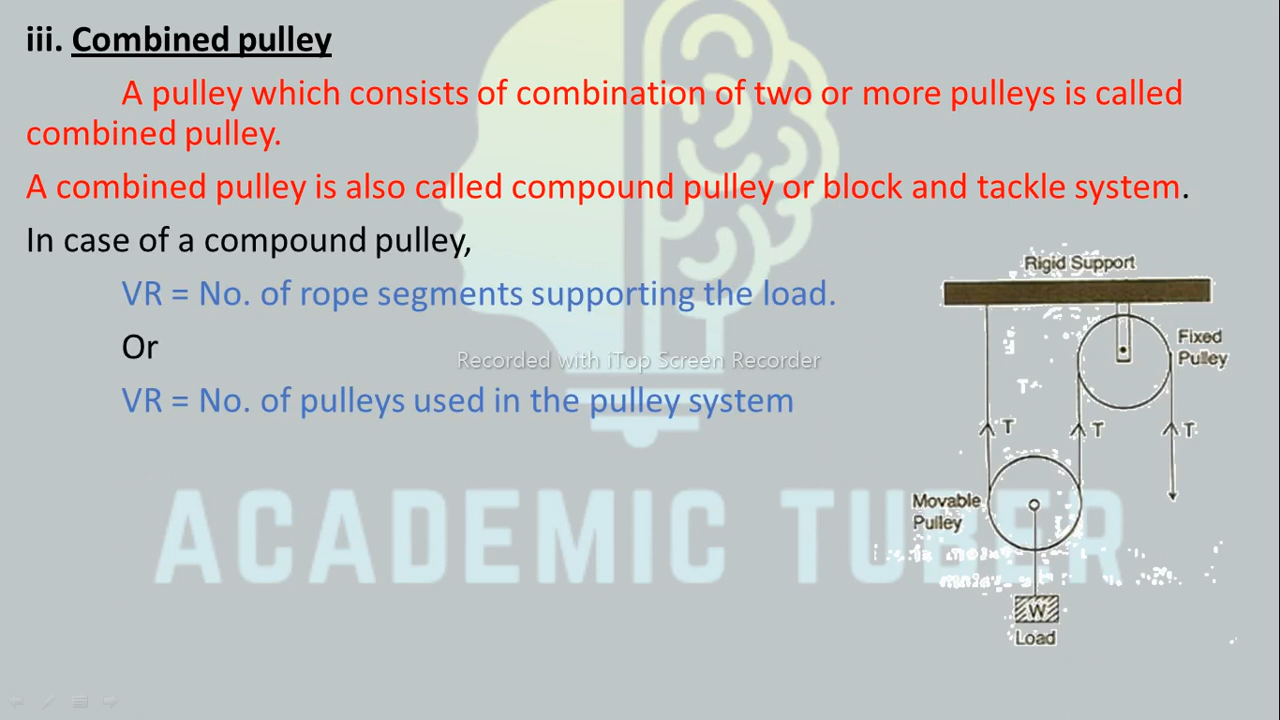 iii. Combined pulley
A pulley which consists of combination of two or more pulleys is called
combined pulley.
A combined pulley is also called compound pulley or block and tackle system.
In case of a compound pulley,
VR = No. of rope segments supporting the load.
Or
VR = No. of pulleys used in the pulley system
Recorded with iTop Screen Recorder
Rigid Support
Fixed
Pulley
T
T
T
T
Movable
Pulley
W
Load
ACADEMIC TUBER